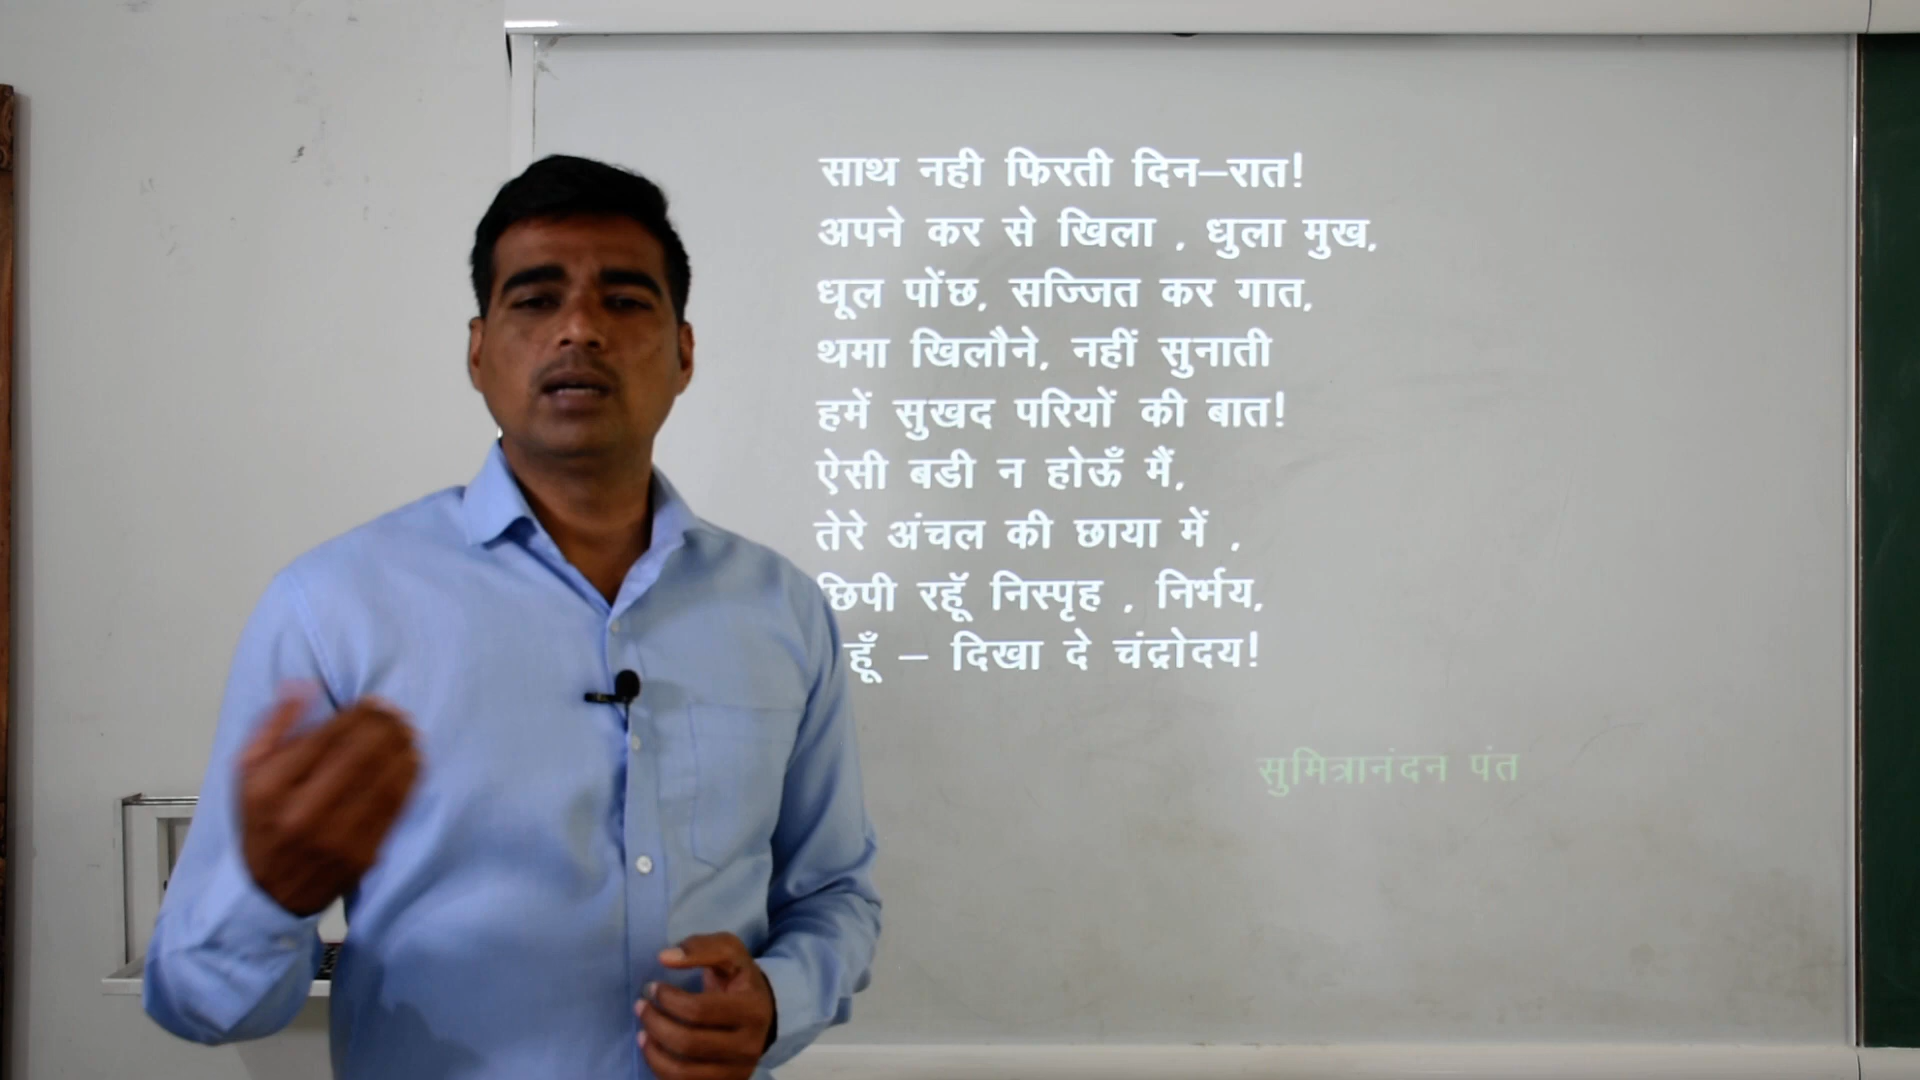 साथ नही फिरती दिन–रात!
अपने कर से खिला , धुला मुख,
धूल पोंछ, सज्जित कर गात,
थमा खिलौने, नहीं सुनाती
हमें सुखद परियों की बात!
ऐसी बडी न होऊँ मैं,
तेरे अंचल की छाया में ,
छिपी रहूँ निस्पृह , निर्भय,
हूँ – दिखा दे चंद्रोदय!
सुमित्रानंदन पंत